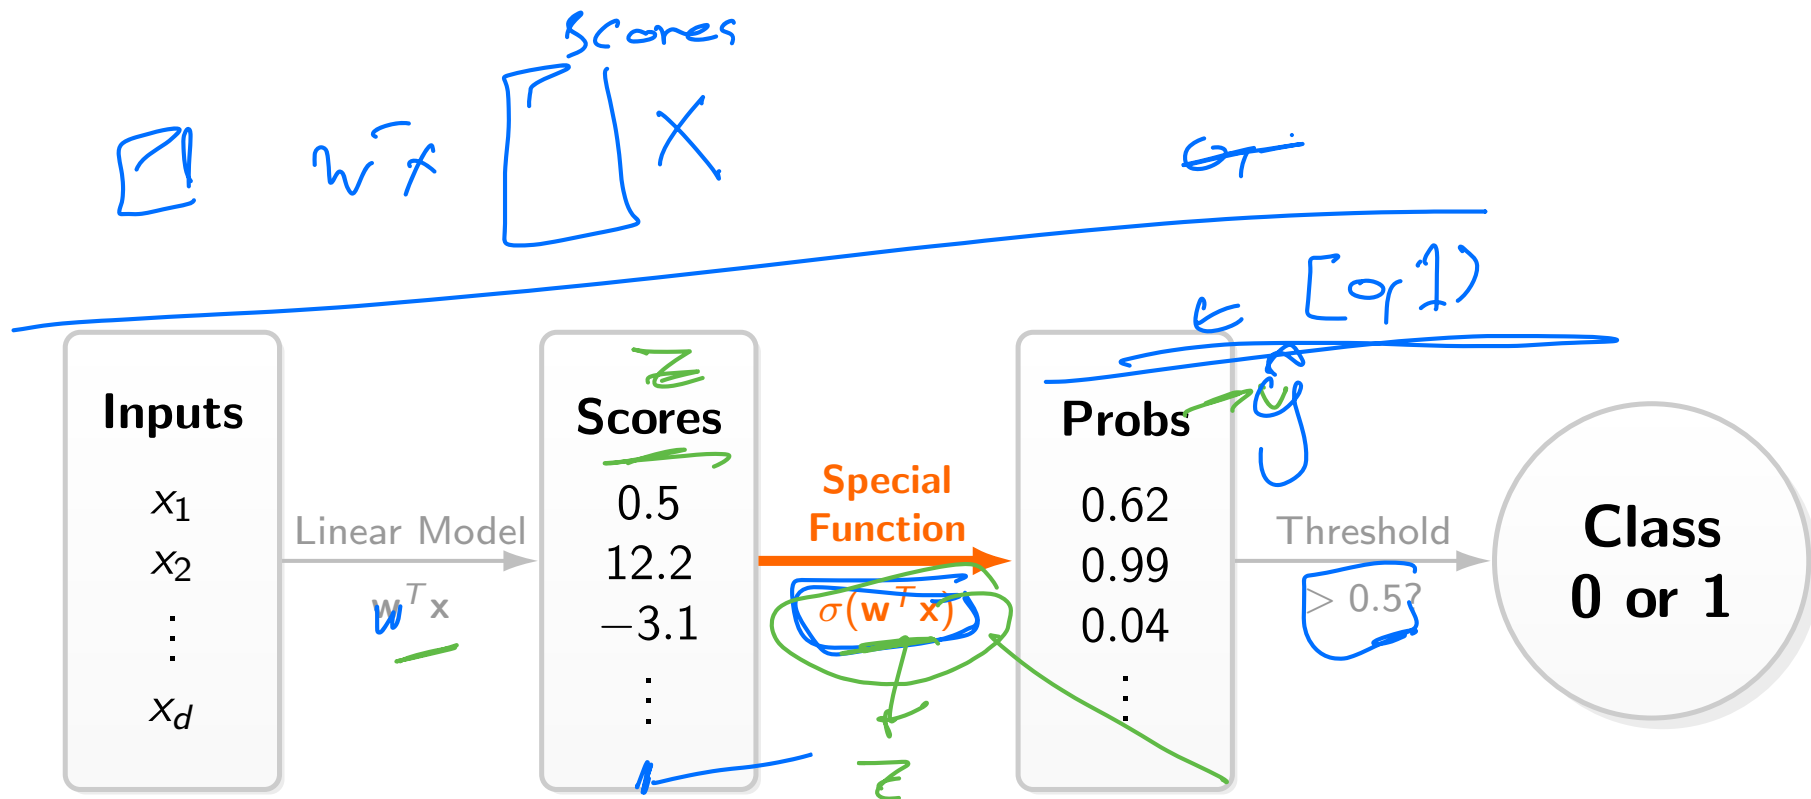 Scores
w^T x
X
[0, 1)
Inputs
x₁
x₂
⋮
x_d
Linear Model
w^T x
w
z
Scores
0.5
12.2
−3.1
⋮
Special
Function
σ(w^T x)
z
Probs
ŷ
0.62
0.99
0.04
⋮
Threshold
> 0.5?
Class
0 or 1